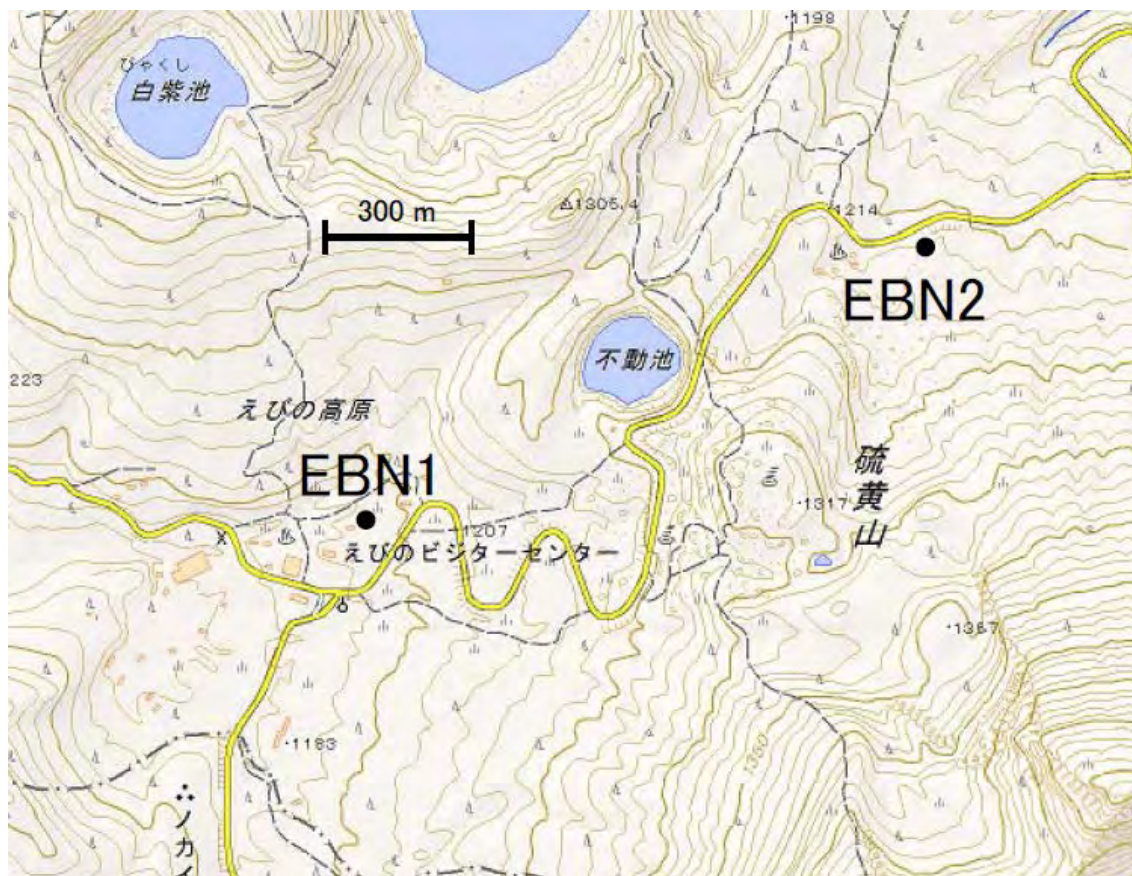 ・1198
びゃくし
白紫池
300 m
△1305.4
・1214
EBN2
不動池
223
えびの高原
EBN1
硫黄山
・1317
・1207
えびのビジターセンター
・1367
・1183
1350
∴ノカイ